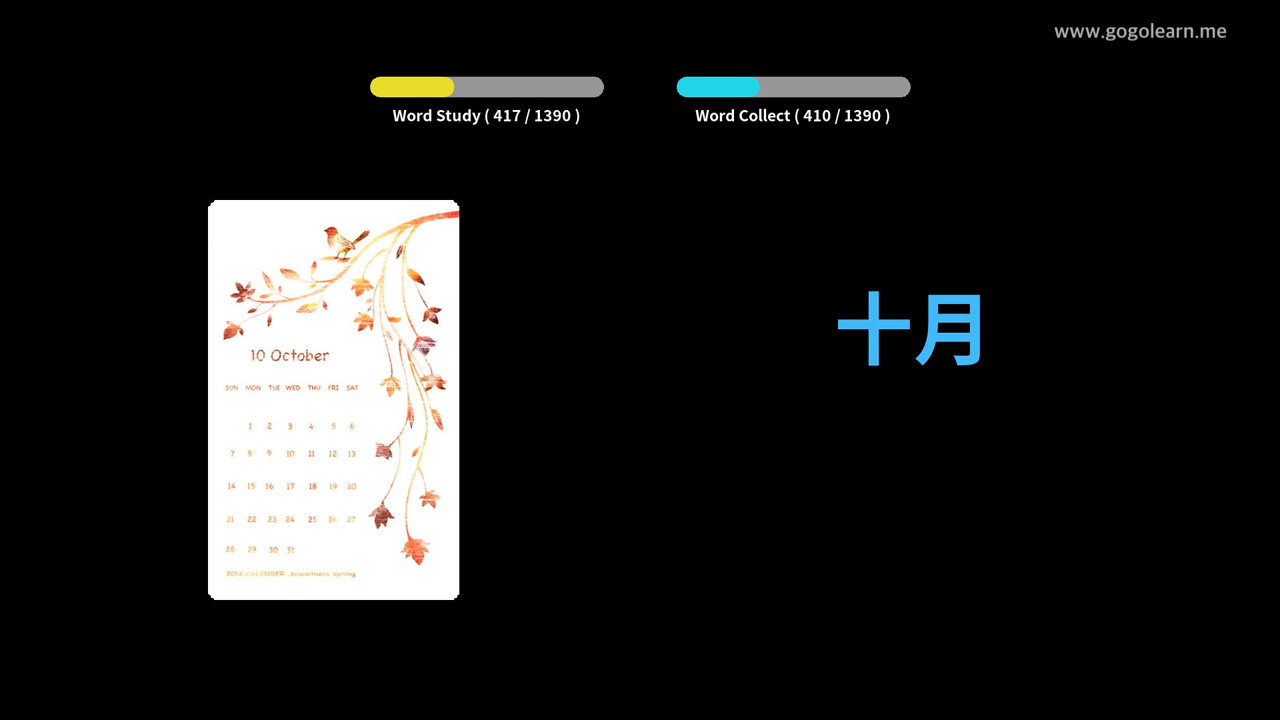 www.gogolearn.me
Word Study ( 417 / 1390 )
Word Collect ( 410 / 1390 )
十月
10 October
SUN MON TUE WED THU FRI SAT
1 2 3 4 5 6
7 8 9 10 11 12 13
14 15 16 17 18 19 20
21 22 23 24 25 26 27
28 29 30 31
2012.CALENDER
spring